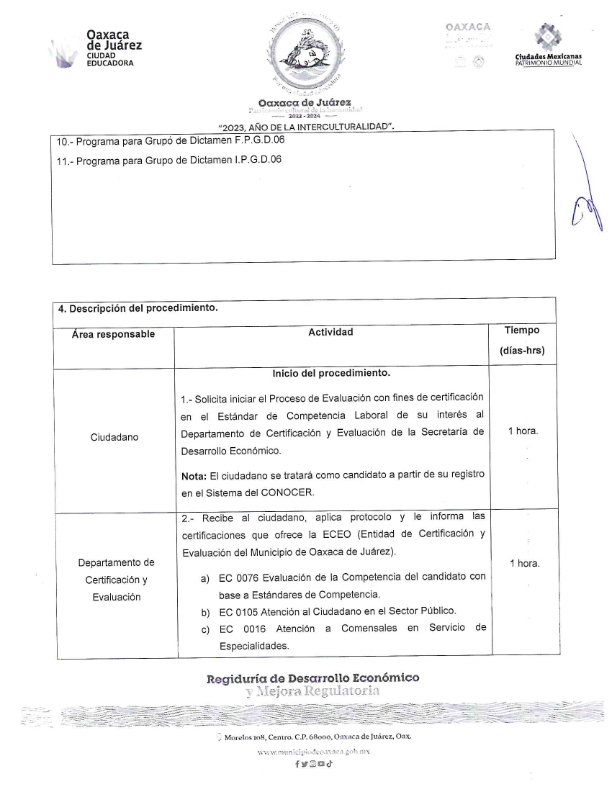 Oaxaca
de Juárez
CIUDAD
EDUCADORA
OAXACA
Ciudades Mexicanas
PATRIMONIO MUNDIAL
Oaxaca de Juárez
2022 - 2024
"2023, AÑO DE LA INTERCULTURALIDAD".
10.- Programa para Grupo de Dictamen F.P.G.D.06
11.- Programa para Grupo de Dictamen I.P.G.D.06
4. Descripción del procedimiento.
Área responsable
Actividad
Tiempo
(días-hrs)
Inicio del procedimiento.
Ciudadano
1.- Solicita iniciar el Proceso de Evaluación con fines de certificación
en el Estándar de Competencia Laboral de su interés al
Departamento de Certificación y Evaluación de la Secretaría de
Desarrollo Económico.
Nota: El ciudadano se tratará como candidato a partir de su registro
en el Sistema del CONOCER.
1 hora.
Departamento de
Certificación y
Evaluación
2.- Recibe al ciudadano, aplica protocolo y le informa las
certificaciones que ofrece la ECEO (Entidad de Certificación y
Evaluación del Municipio de Oaxaca de Juárez).
a) EC 0076 Evaluación de la Competencia del candidato con
base a Estándares de Competencia.
b) EC 0105 Atención al Ciudadano en el Sector Público.
c) EC 0016 Atención a Comensales en Servicio de
Especialidades.
1 hora.
Regiduría de Desarrollo Económico
y Mejora Regulatoria
Morelos 108, Centro. C.P. 68000, Oaxaca de Juárez, Oax.
www.municipiodeoaxaca.gob.mx